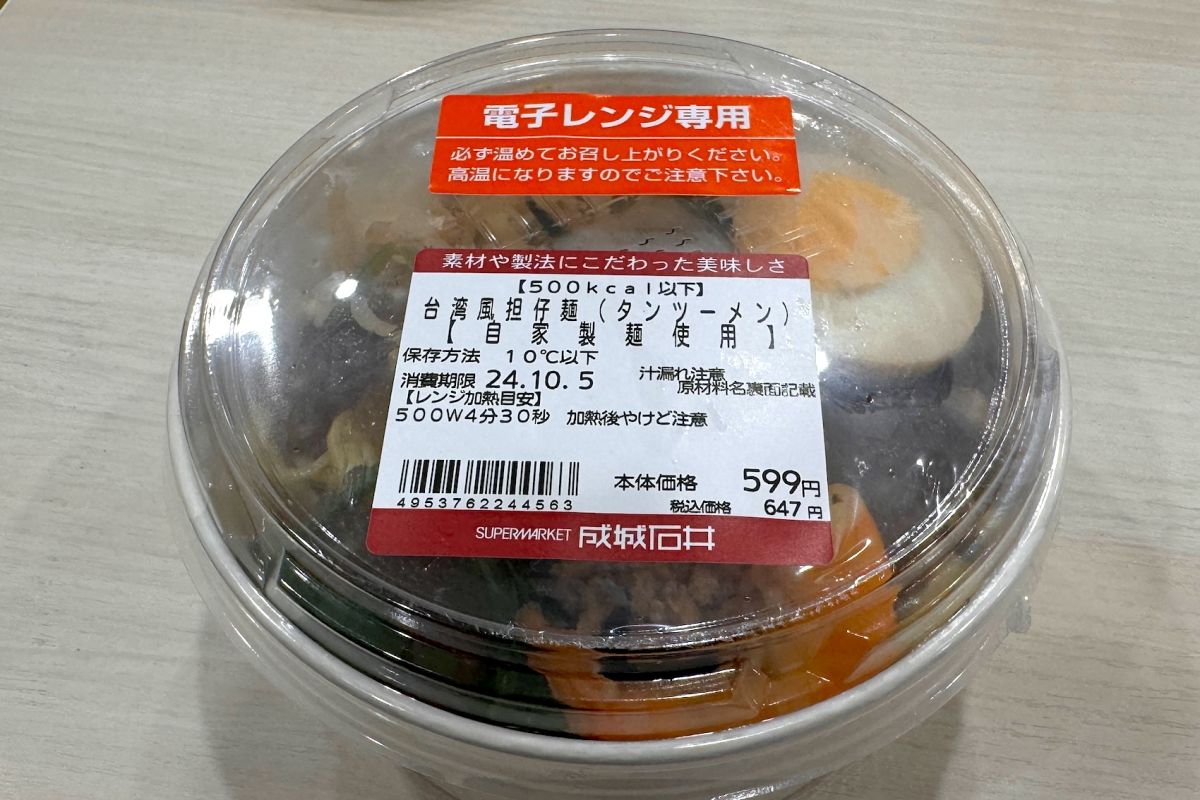 電子レンジ専用
必ず温めてお召し上がりください。
高温になりますのでご注意下さい。
素材や製法にこだわった美味しさ
【500kcal以下】
台湾風担仔麺(タンツーメン)
【自家製麺使用】
保存方法 10℃以下
消費期限 24.10.5
汁漏れ注意
原材料名裏面記載
【レンジ加熱目安】
500W4分30秒 加熱後やけど注意
4953762244563
本体価格 599円
税込価格 647円
SUPERMARKET 成城石井